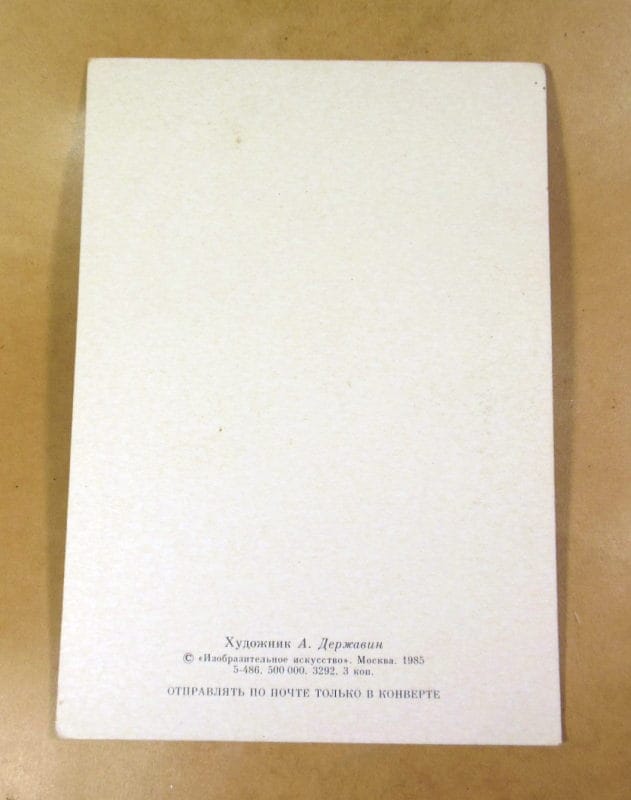 Художник А. Державин
© «Изобразительное искусство». Москва. 1985
5-486. 500 000. 3292. 3 коп.
ОТПРАВЛЯТЬ ПО ПОЧТЕ ТОЛЬКО В КОНВЕРТЕ